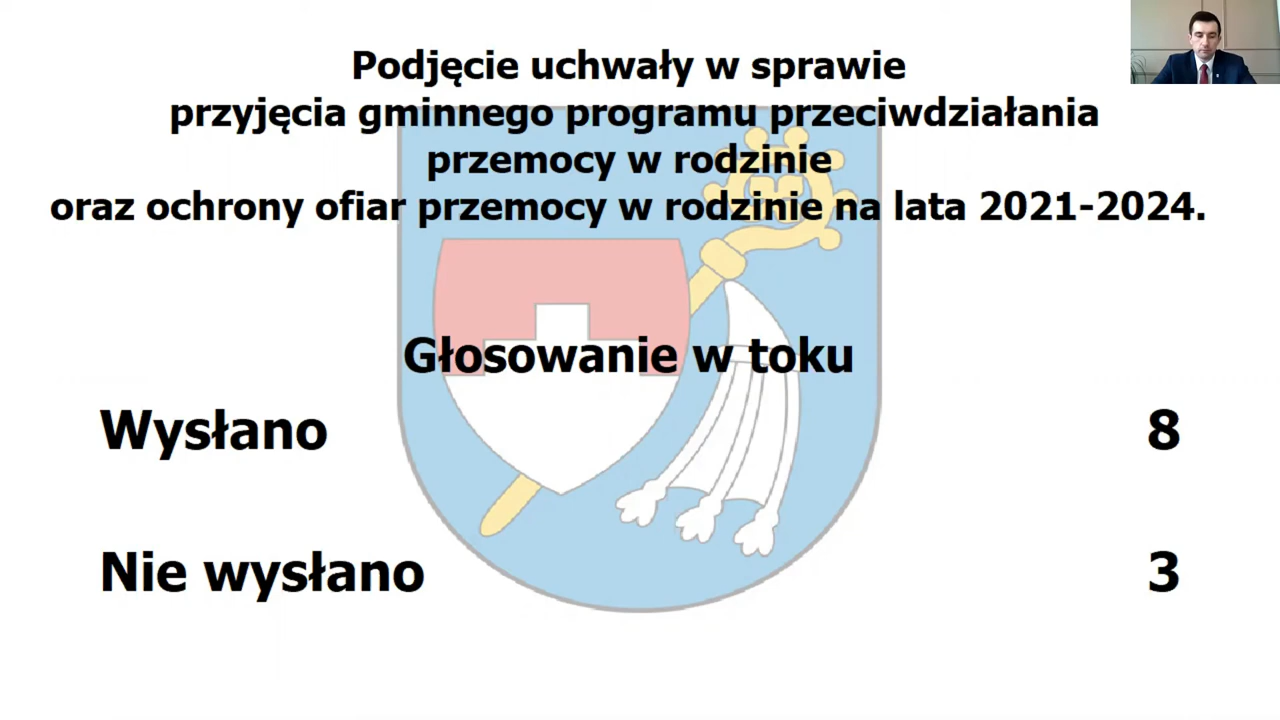 Podjęcie uchwały w sprawie
przyjęcia gminnego programu przeciwdziałania
przemocy w rodzinie
oraz ochrony ofiar przemocy w rodzinie na lata 2021-2024.
Głosowanie w toku
Wysłano 8
Nie wysłano 3